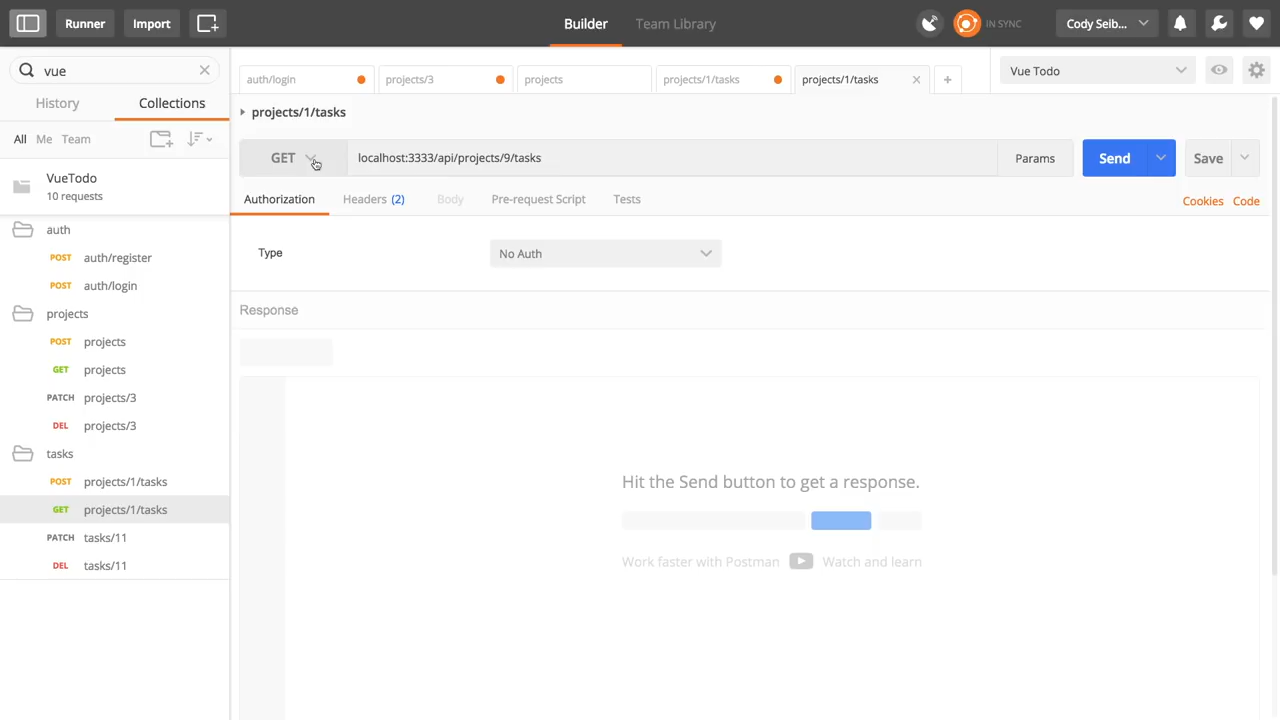 Runner Import Builder Team Library IN SYNC Cody Seib...
vue
auth/login projects/3 projects projects/1/tasks projects/1/tasks + Vue Todo
History Collections
All Me Team
projects/1/tasks
GET localhost:3333/api/projects/9/tasks Params Send Save
Authorization Headers (2) Body Pre-request Script Tests Cookies Code
Type No Auth
VueTodo
10 requests
auth
POST auth/register
POST auth/login
projects
POST projects
GET projects
PATCH projects/3
DEL projects/3
tasks
POST projects/1/tasks
GET projects/1/tasks
PATCH tasks/11
DEL tasks/11
Response
Hit the Send button to get a response.
Work faster with Postman Watch and learn